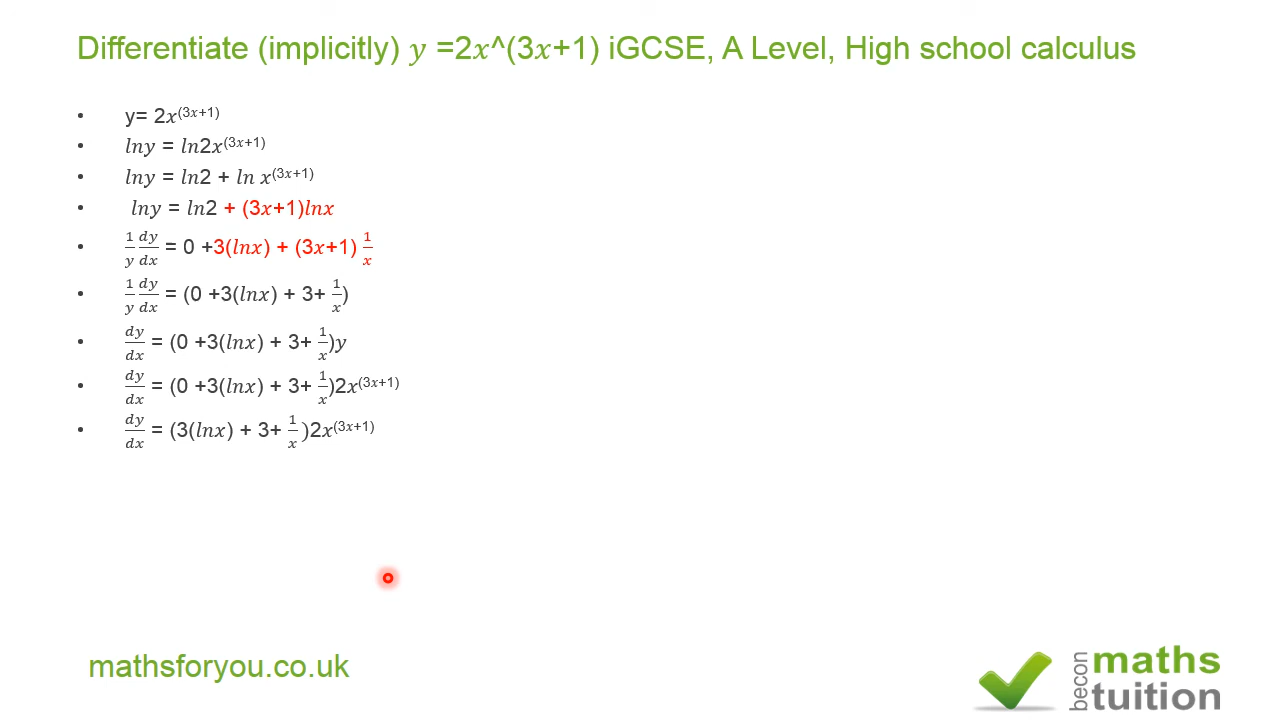 Differentiate (implicitly) 𝑦 =2𝑥^(3𝑥+1) iGCSE, A Level, High school calculus
• y= 2𝑥^(3𝑥+1)
• 𝑙𝑛𝑦 = 𝑙𝑛2𝑥^(3𝑥+1)
• 𝑙𝑛𝑦 = 𝑙𝑛2 + 𝑙𝑛 𝑥^(3𝑥+1)
• 𝑙𝑛𝑦 = 𝑙𝑛2 + (3𝑥+1)𝑙𝑛𝑥
• 1/𝑦 𝑑𝑦/𝑑𝑥 = 0 +3(𝑙𝑛𝑥) + (3𝑥+1) 1/𝑥
• 1/𝑦 𝑑𝑦/𝑑𝑥 = (0 +3(𝑙𝑛𝑥) + 3+ 1/𝑥)
• 𝑑𝑦/𝑑𝑥 = (0 +3(𝑙𝑛𝑥) + 3+ 1/𝑥)𝑦
• 𝑑𝑦/𝑑𝑥 = (0 +3(𝑙𝑛𝑥) + 3+ 1/𝑥)2𝑥^(3𝑥+1)
• 𝑑𝑦/𝑑𝑥 = (3(𝑙𝑛𝑥) + 3+ 1/𝑥 )2𝑥^(3𝑥+1)
mathsforyou.co.uk
becon
maths
tuition